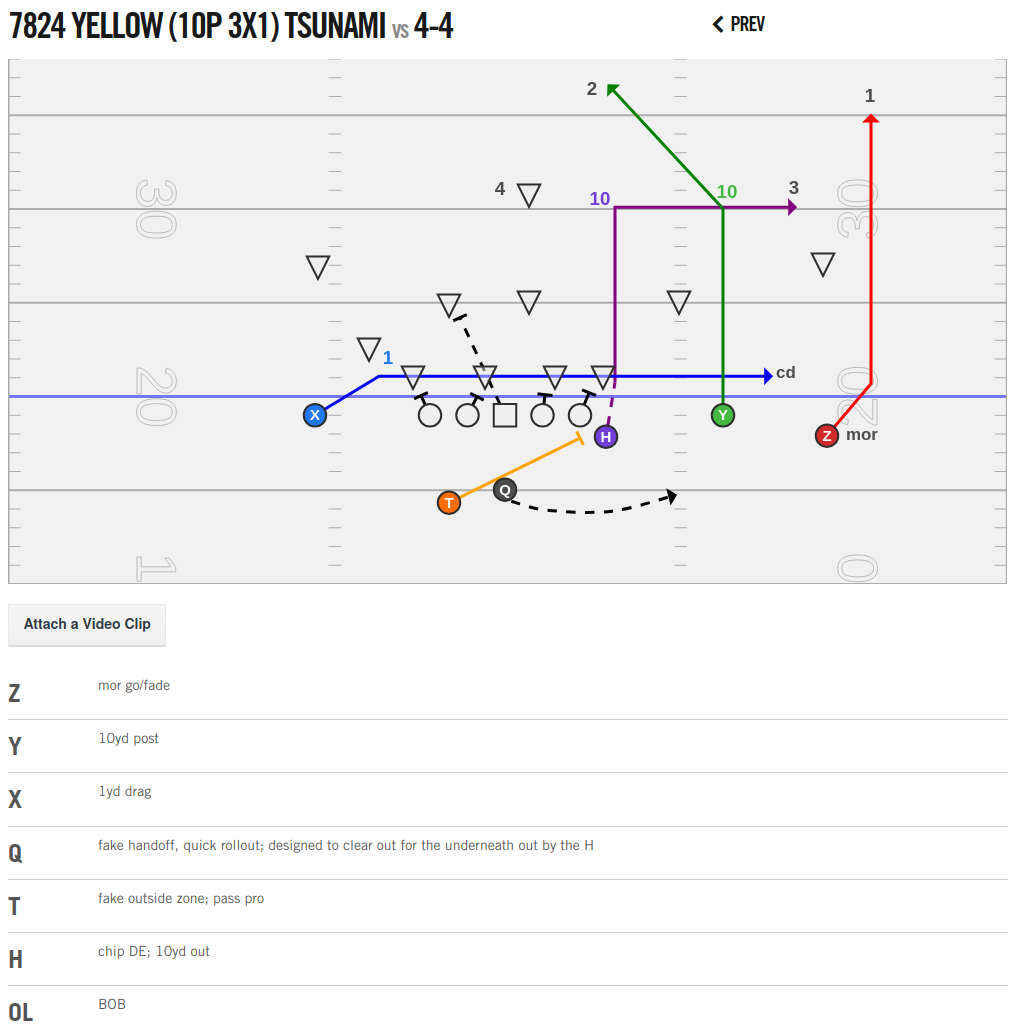 7824 YELLOW (10P 3X1) TSUNAMI vs 4-4
PREV
2
1
4
10
10
3
30
30
1
cd
20
20
X
H
Y
Z
mor
T
Q
1
0
Attach a Video Clip
Z
mor go/fade
Y
10yd post
X
1yd drag
Q
fake handoff, quick rollout; designed to clear out for the underneath out by the H
T
fake outside zone; pass pro
H
chip DE; 10yd out
OL
BOB